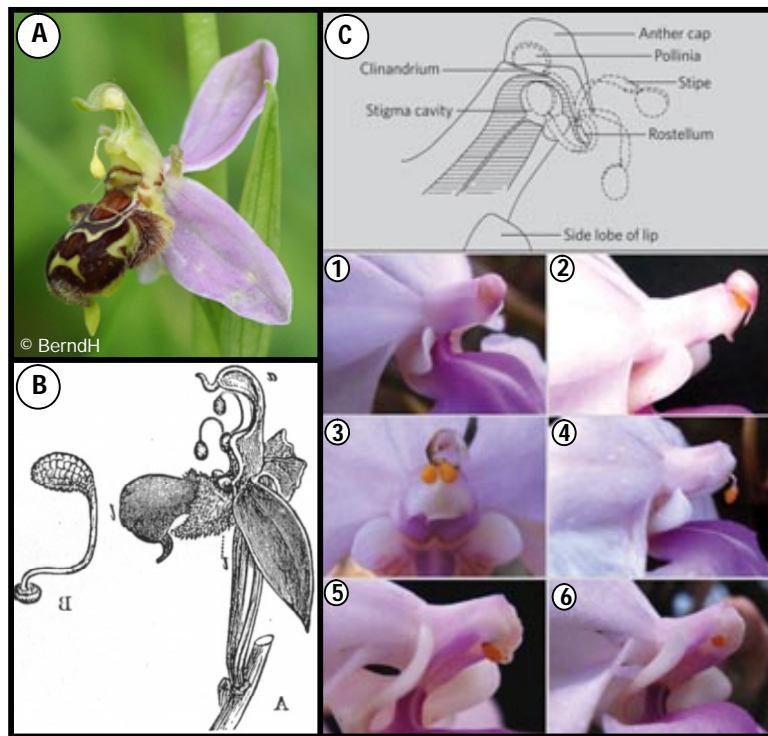 A
© BerndH
B
B
A
C
Anther cap
Pollinia
Clinandrium
Stipe
Stigma cavity
Rostellum
Side lobe of lip
1
2
3
4
5
6